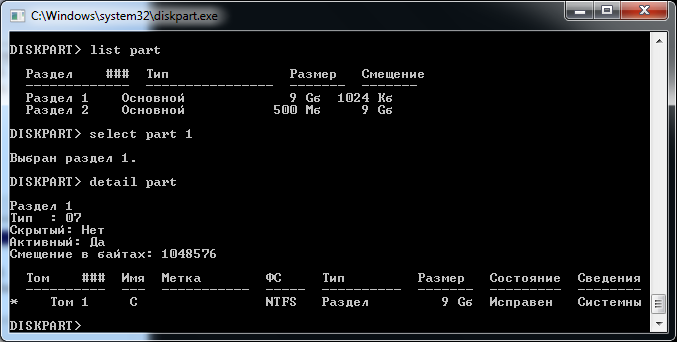 C:\Windows\system32\diskpart.exe
DISKPART> list part
Раздел ### Тип Размер Смещение
------------- ---------------- ------- -------
Раздел 1 Основной 9 Gб 1024 Kб
Раздел 2 Основной 500 Mб 9 Gб
DISKPART> select part 1
Выбран раздел 1.
DISKPART> detail part
Раздел 1
Тип : 07
Скрытый: Нет
Активный: Да
Смещение в байтах: 1048576
Том ### Имя Метка ФС Тип Размер Состояние Сведения
---------- --- ----------- ----- ---------- ------- --------- --------
* Том 1 C NTFS Раздел 9 Gб Исправен Системны
DISKPART>